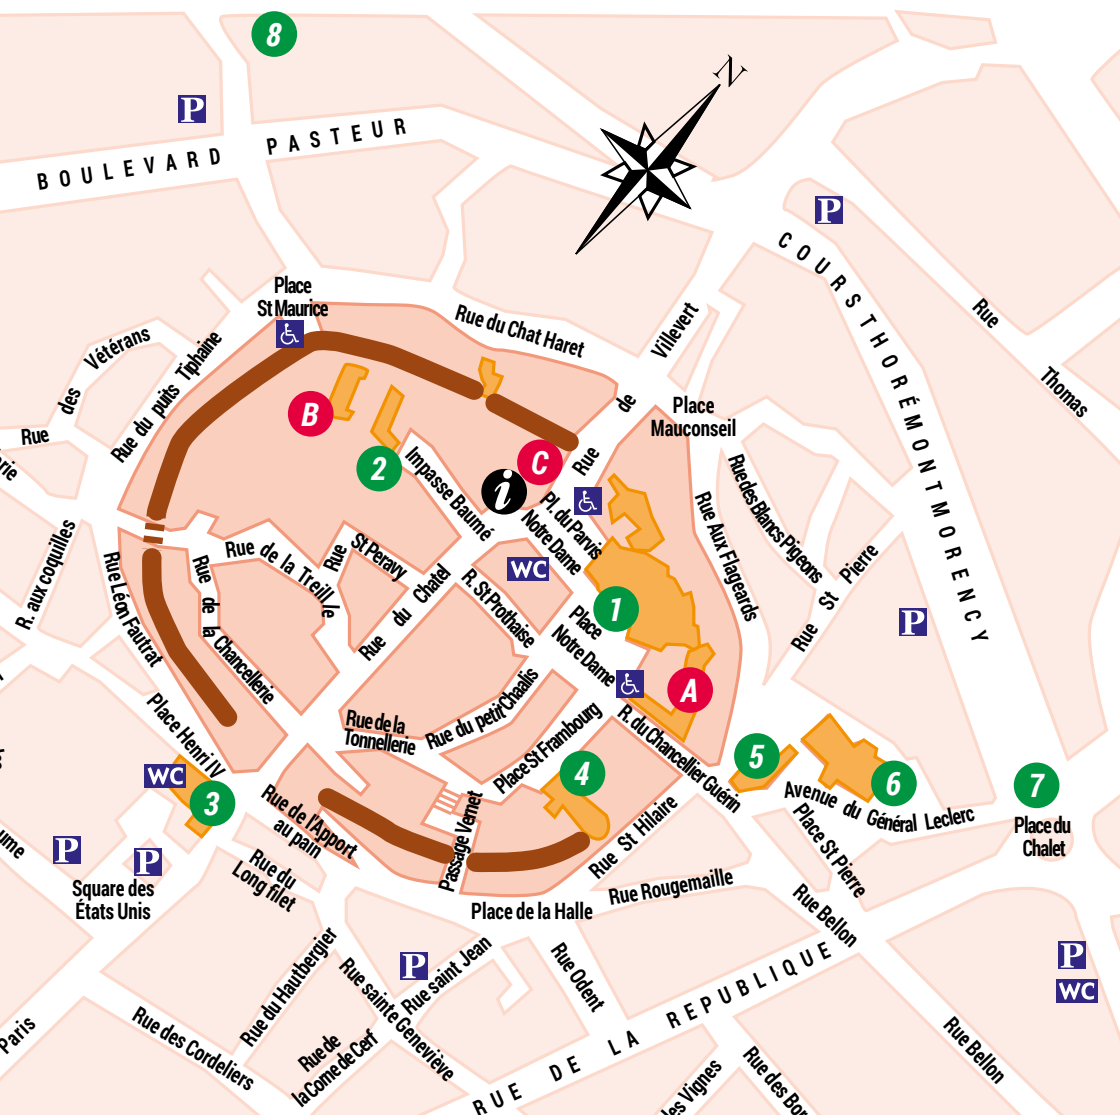 8
N
P
BOULEVARD PASTEUR
P
COURS THORÉ MONTMORENCY
Place
St Maurice
Rue du Chat Haret
Villevert
Rue
Thomas
Rue des Vétérans
Rue du puits Tiphaine
B
2
Impasse Baumé
i
C
Rue de
Place
Mauconseil
Pl. du Parvis
Notre Dame
Rue Aux Flageards
Rue des Blancs Pigeons
Rue St Pierre
P
R. aux coquilles
Rue Léon Fautrat
Rue de la Chancellerie
Rue de la Treille
Rue
St Peravy
Rue du Chatel
WC
R. St Prothaise
1
Place
Notre Dame
A
Place Henri IV
WC
3
Rue de la
Tonnellerie
Rue du petit Chaalis
Place St Frambourg
R. du Chancellier Guérin
4
5
6
7
Avenue du Général Leclerc
Place du
Chalet
Rue de l'Apport
au pain
Passage Vernet
Rue St Hilaire
Place St Pierre
P
P
Square des
États Unis
Rue du
Long filet
Place de la Halle
Rue Rougemaille
Rue Bellon
P
Rue du Hautbergier
Rue sainte Geneviève
Rue saint Jean
Rue Odent
P
WC
Paris
Rue des Cordeliers
Rue de
la Corne de Cerf
RUE DE LA REPUBLIQUE
Rue Bellon